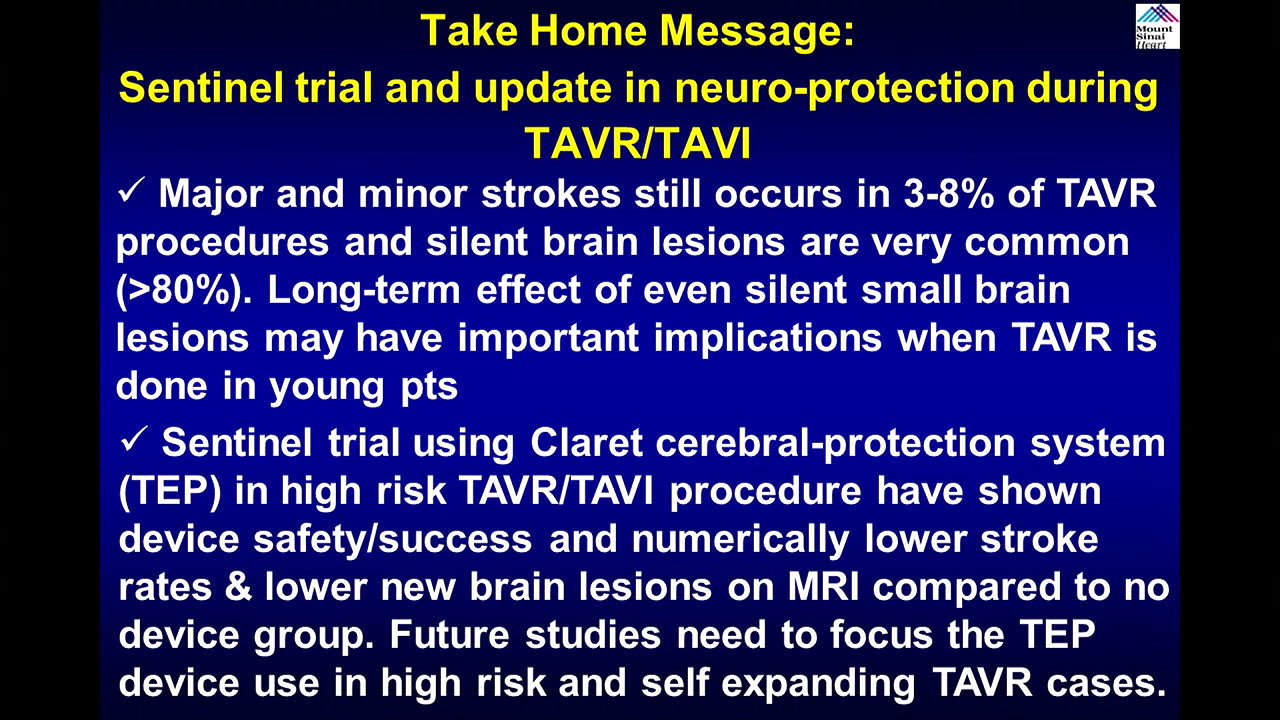 Take Home Message:
Mount
Sinai
Heart
Sentinel trial and update in neuro-protection during
TAVR/TAVI
✓ Major and minor strokes still occurs in 3-8% of TAVR
procedures and silent brain lesions are very common
(>80%). Long-term effect of even silent small brain
lesions may have important implications when TAVR is
done in young pts
✓ Sentinel trial using Claret cerebral-protection system
(TEP) in high risk TAVR/TAVI procedure have shown
device safety/success and numerically lower stroke
rates & lower new brain lesions on MRI compared to no
device group. Future studies need to focus the TEP
device use in high risk and self expanding TAVR cases.